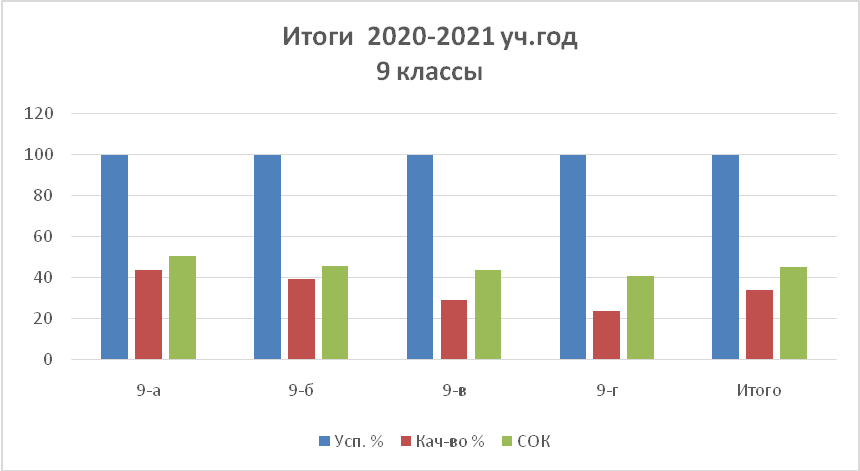 Итоги  2020-2021 уч.год
9 классы
120
100
80
60
40
20
0
9-а
9-б
9-в
9-г
Итого
Усп. %
Кач-во %
СОК